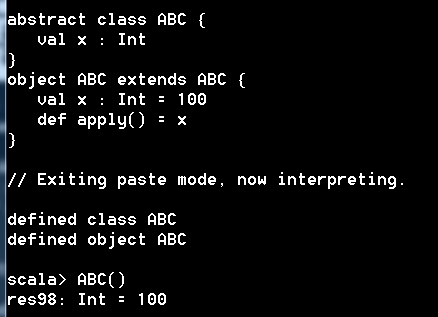 abstract class ABC {
   val x : Int
}
object ABC extends ABC {
   val x : Int = 100
   def apply() = x
}

// Exiting paste mode, now interpreting.

defined class ABC
defined object ABC

scala> ABC()
res98: Int = 100